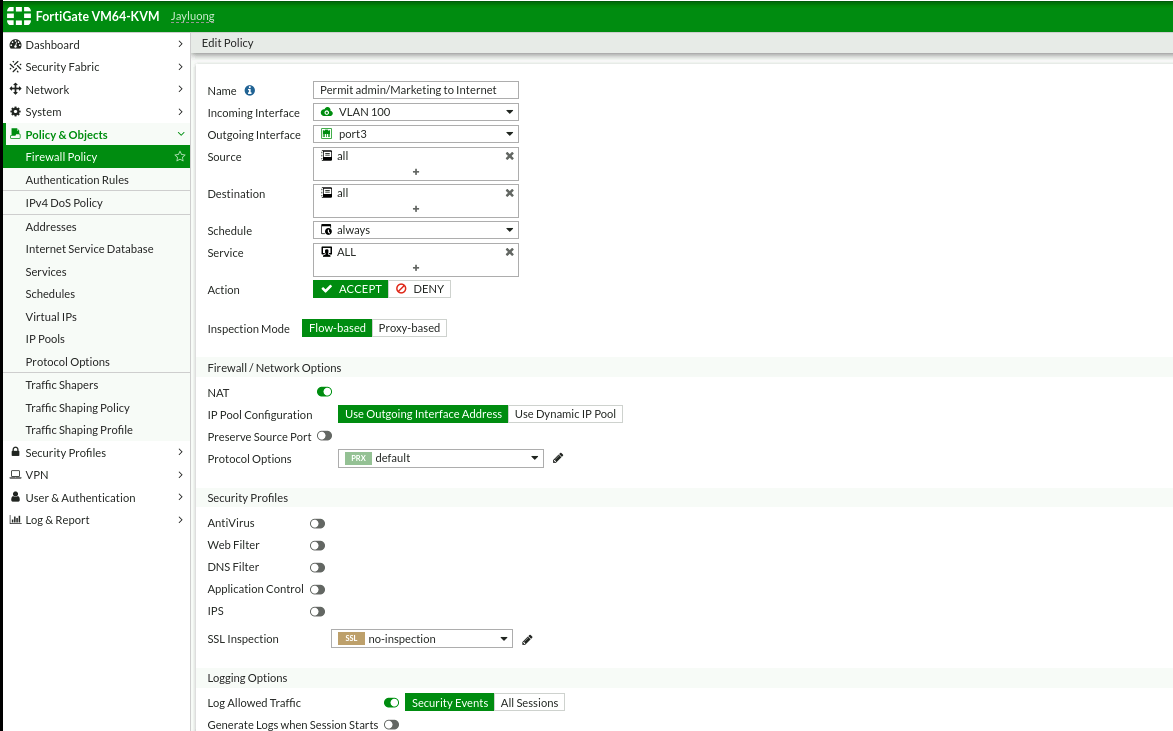 FortiGate VM64-KVM Jayluong
Dashboard
Security Fabric
Network
System
Policy & Objects
Firewall Policy
Authentication Rules
IPv4 DoS Policy
Addresses
Internet Service Database
Services
Schedules
Virtual IPs
IP Pools
Protocol Options
Traffic Shapers
Traffic Shaping Policy
Traffic Shaping Profile
Security Profiles
VPN
User & Authentication
Log & Report
Edit Policy
Name Permit admin/Marketing to Internet
Incoming Interface VLAN 100
Outgoing Interface port3
Source all
+
Destination all
+
Schedule always
Service ALL
+
Action ACCEPT DENY
Inspection Mode Flow-based Proxy-based
Firewall / Network Options
NAT
IP Pool Configuration Use Outgoing Interface Address Use Dynamic IP Pool
Preserve Source Port
Protocol Options PRX default
Security Profiles
AntiVirus
Web Filter
DNS Filter
Application Control
IPS
SSL Inspection SSL no-inspection
Logging Options
Log Allowed Traffic Security Events All Sessions
Generate Logs when Session Starts